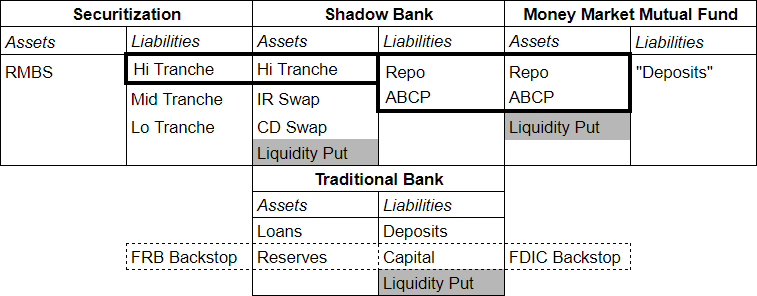 Securitization Shadow Bank Money Market Mutual Fund
Assets Liabilities Assets Liabilities Assets Liabilities
RMBS Hi Tranche Hi Tranche Repo Repo "Deposits"
Mid Tranche IR Swap ABCP ABCP
Lo Tranche CD Swap Liquidity Put
Liquidity Put
Traditional Bank
Assets Liabilities
Loans Deposits
FRB Backstop Reserves Capital FDIC Backstop
Liquidity Put